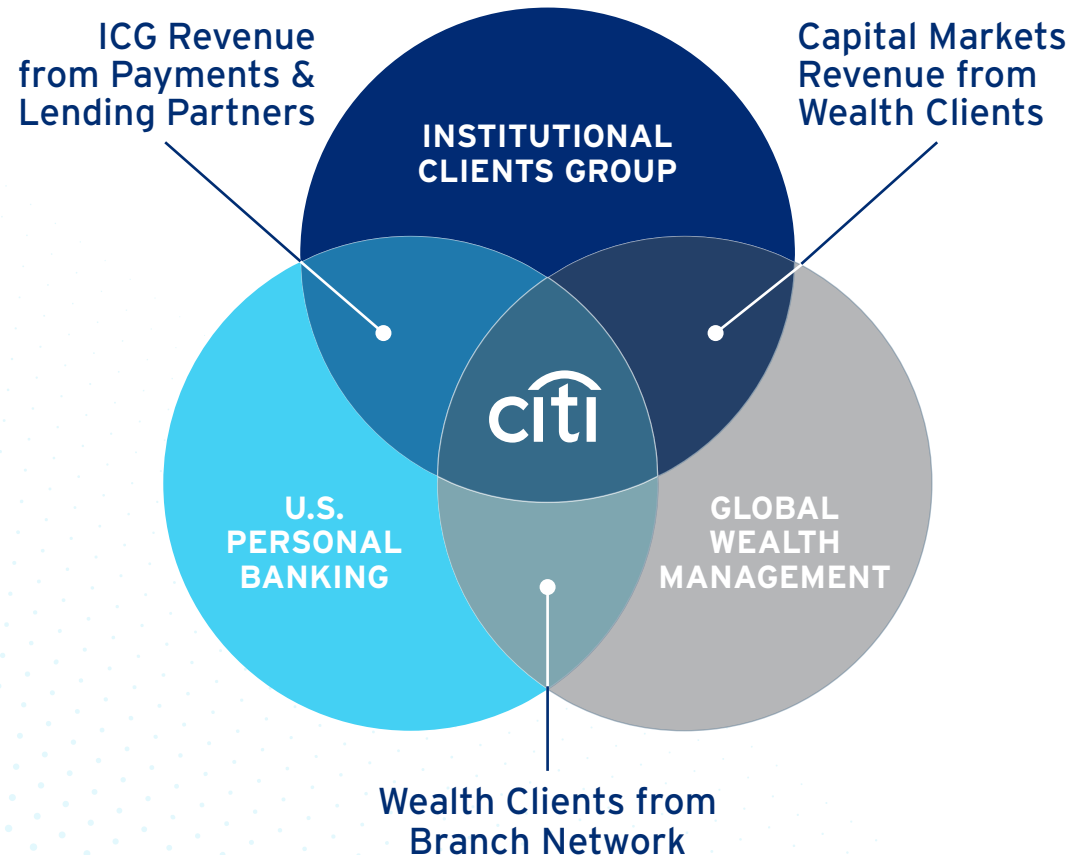 ICG Revenue
from Payments &
Lending Partners
Capital Markets
Revenue from
Wealth Clients
INSTITUTIONAL
CLIENTS GROUP
citi
U.S.
PERSONAL
BANKING
GLOBAL
WEALTH
MANAGEMENT
Wealth Clients from
Branch Network